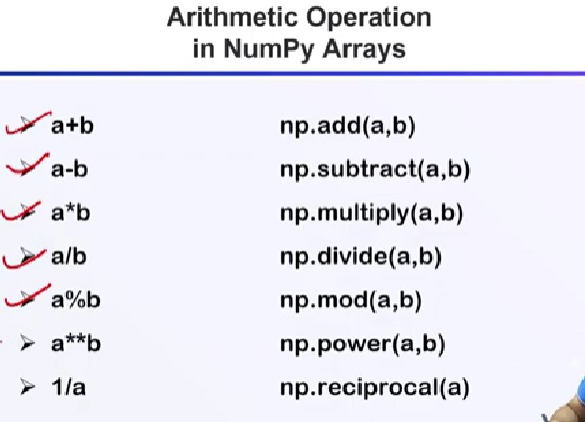 Arithmetic Operation
in NumPy Arrays
a+b np.add(a,b)
a-b np.subtract(a,b)
a*b np.multiply(a,b)
a/b np.divide(a,b)
a%b np.mod(a,b)
a**b np.power(a,b)
1/a np.reciprocal(a)